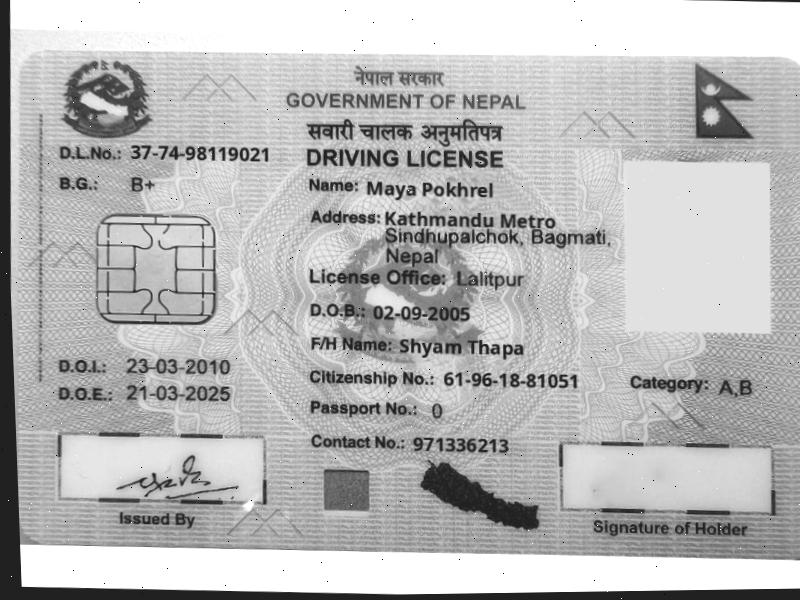 नेपाल सरकार
GOVERNMENT OF NEPAL
सवारी चालक अनुमतिपत्र
DRIVING LICENSE
D.L.No.: 37-74-98119021
B.G.: B+
Name: Maya Pokhrel
Address: Kathmandu Metro
Sindhupalchok, Bagmati,
Nepal
License Office: Lalitpur
D.O.B.: 02-09-2005
F/H Name: Shyam Thapa
D.O.I.: 23-03-2010
D.O.E.: 21-03-2025
Citizenship No.: 61-96-18-81051
Category: A,B
Passport No.: 0
Contact No.: 971336213
Issued By
Signature of Holder